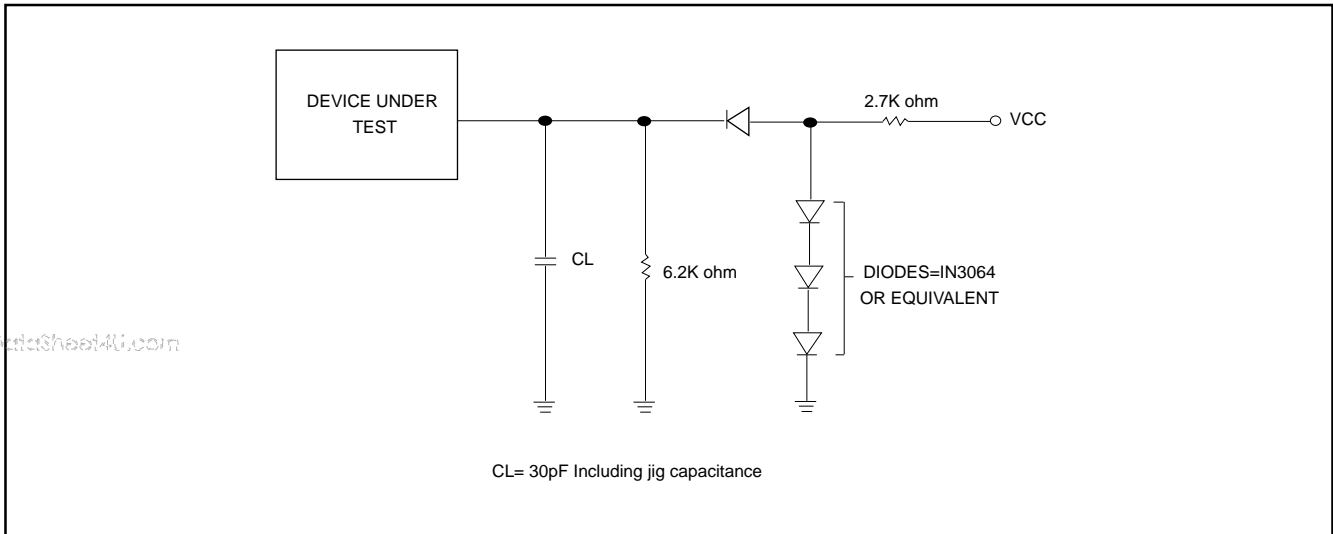 DEVICE UNDER
TEST
2.7K ohm
VCC
CL
6.2K ohm
DIODES=IN3064
OR EQUIVALENT
CL= 30pF Including jig capacitance